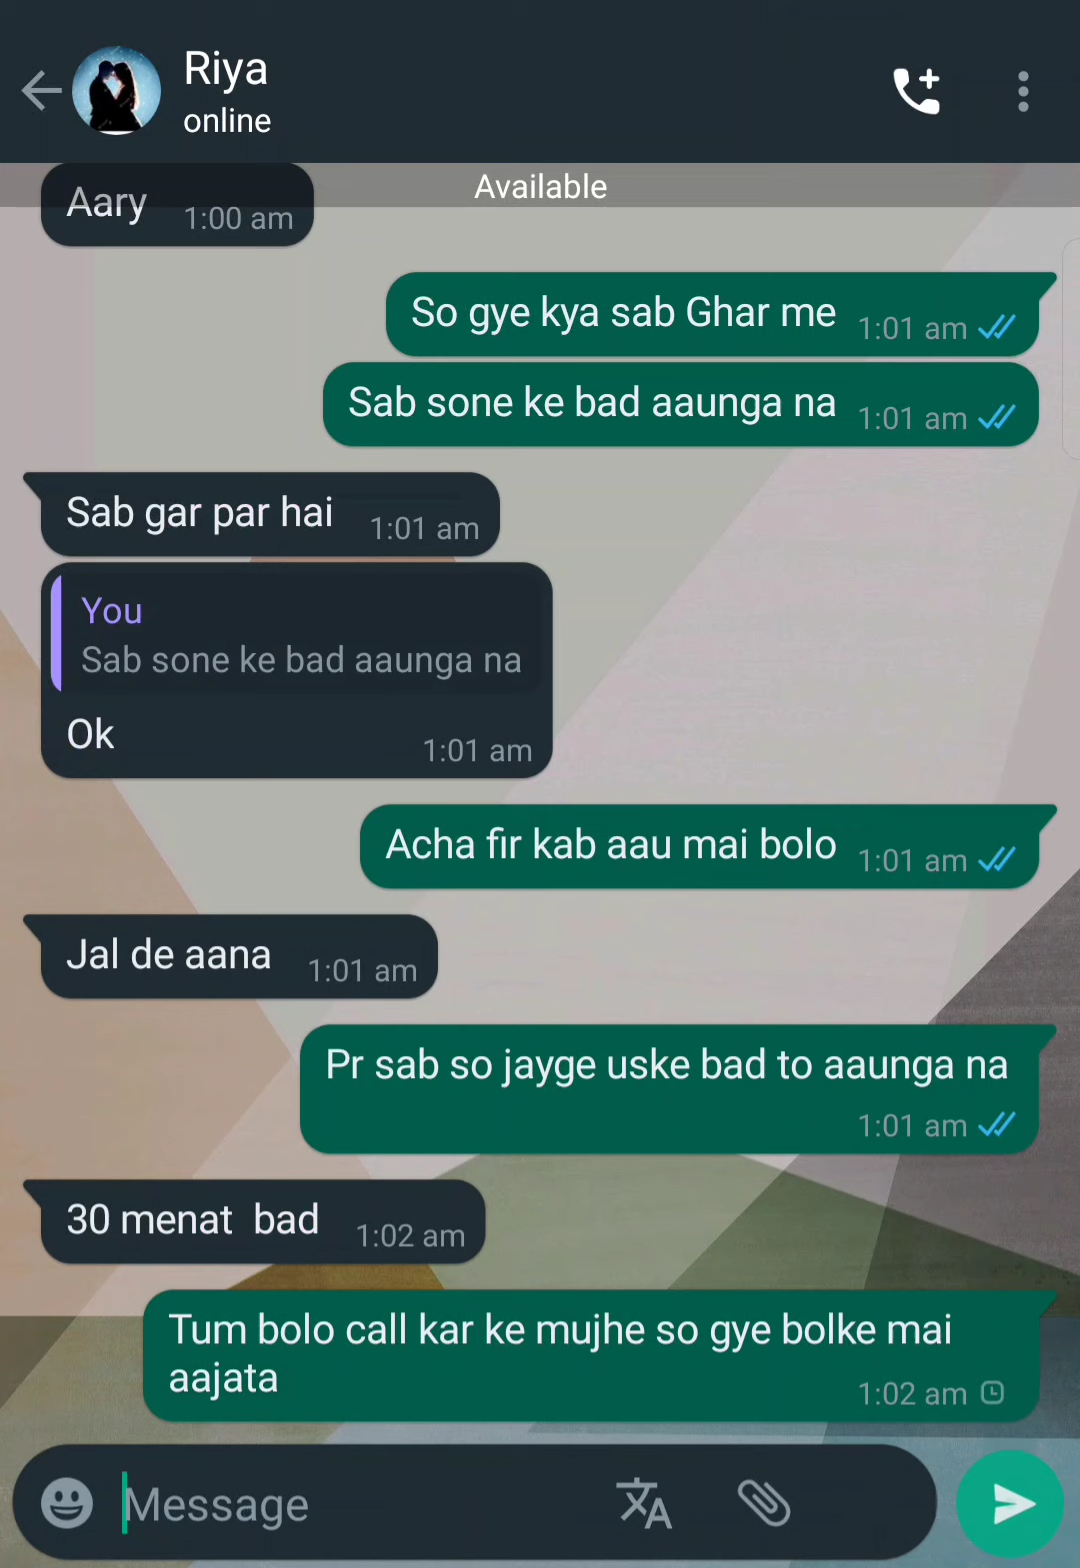 Riya
online
Available
Aary
1:00 am
So gye kya sab Ghar me
1:01 am
Sab sone ke bad aaunga na
1:01 am
Sab gar par hai
1:01 am
You
Sab sone ke bad aaunga na
Ok
1:01 am
Acha fir kab aau mai bolo
1:01 am
Jal de aana
1:01 am
Pr sab so jayge uske bad to aaunga na
1:01 am
30 menat  bad
1:02 am
Tum bolo call kar ke mujhe so gye bolke mai
aajata
1:02 am
Message